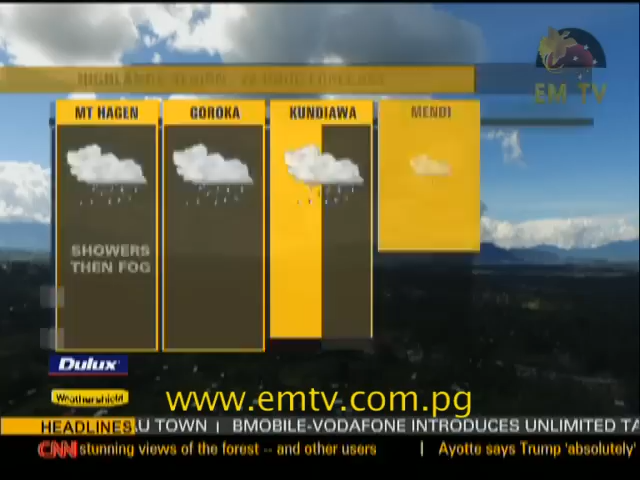 EM TV
MT HAGEN
GOROKA
KUNDIAWA
MENDI
SHOWERS
THEN FOG
Dulux
Weathershield
www.emtv.com.pg
HEADLINES U TOWN | BMOBILE-VODAFONE INTRODUCES UNLIMITED TA
CNN stunning views of the forest -- and other users | Ayotte says Trump 'absolutely'